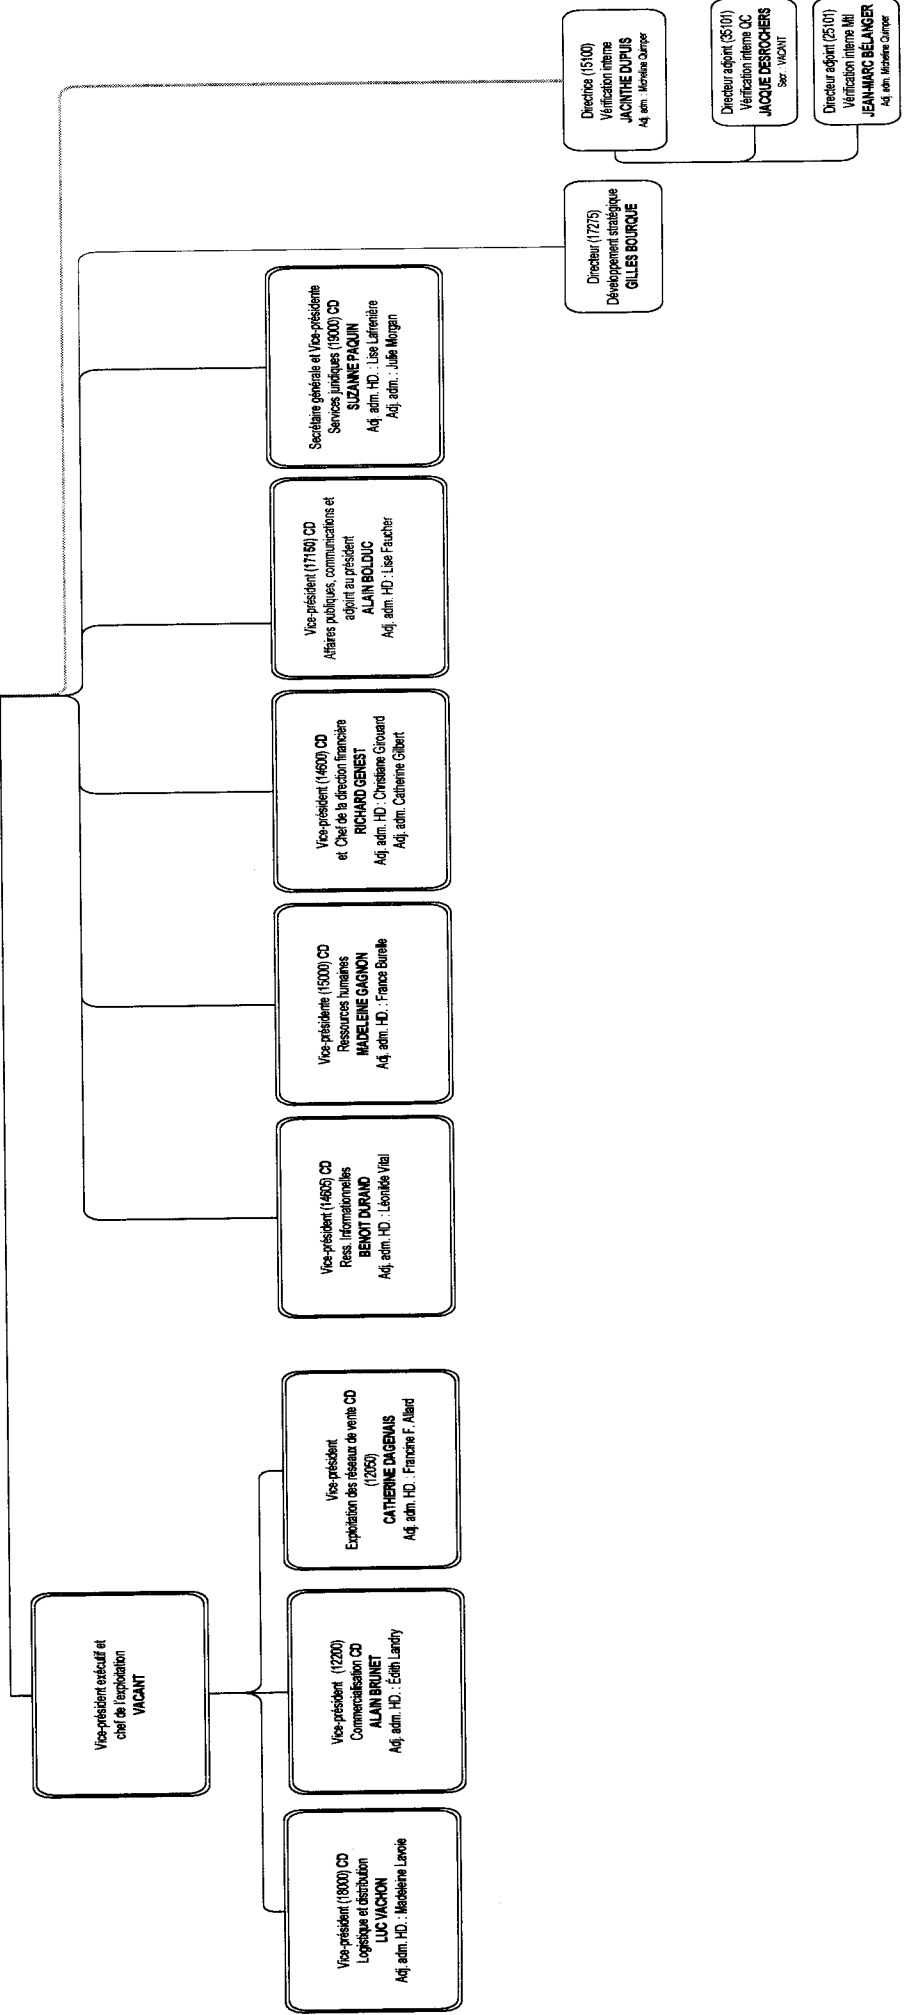 Vice-président exécutif et
chef de l'exploitation
VACANT
Vice-président (18000) CD
Logistique et distribution
LUC VACHON
Adj. adm. HD. : Madeleine Lavoie
Vice-président (12200)
Commercialisation CD
ALAIN BRUNET
Adj. adm. HD. : Édith Landry
Vice-président
Exploitation des réseaux de vente CD
(12050)
CATHERINE DAGENAIS
Adj. adm. HD. : Francine F. Allard
Vice-président (14605) CD
Ress. Informationnelles
BENOIT DURAND
Adj. adm. HD. : Léonilde Vital
Vice-présidente (15000) CD
Ressources humaines
MADELEINE GAGNON
Adj. adm. HD. : France Burelle
Vice-président (14600) CD
et Chef de la direction financière
RICHARD GENEST
Adj. adm. HD : Christiane Girouard
Adj. adm. Catherine Gilbert
Vice-président (17150) CD
Affaires publiques, communications et
adjoint au président
ALAIN BOLDUC
Adj. adm. HD : Lise Faucher
Secrétaire générale et Vice-présidente
Services juridiques (19000) CD
SUZANNE PAQUIN
Adj. adm. HD. : Lise Lafrenière
Adj. adm. : Julie Morgan
Directeur (17275)
Développement stratégique
GILLES BOURQUE
Directrice (15100)
Vérification interne
JACINTHE DUPUIS
Adj. adm. : Micheline Quimper
Directeur adjoint (35101)
Vérification interne QC
JACQUE DESROCHERS
Secr. : VACANT
Directeur adjoint (25101)
Vérification interne Mtl
JEAN-MARC BÉLANGER
Adj. adm. Micheline Quimper